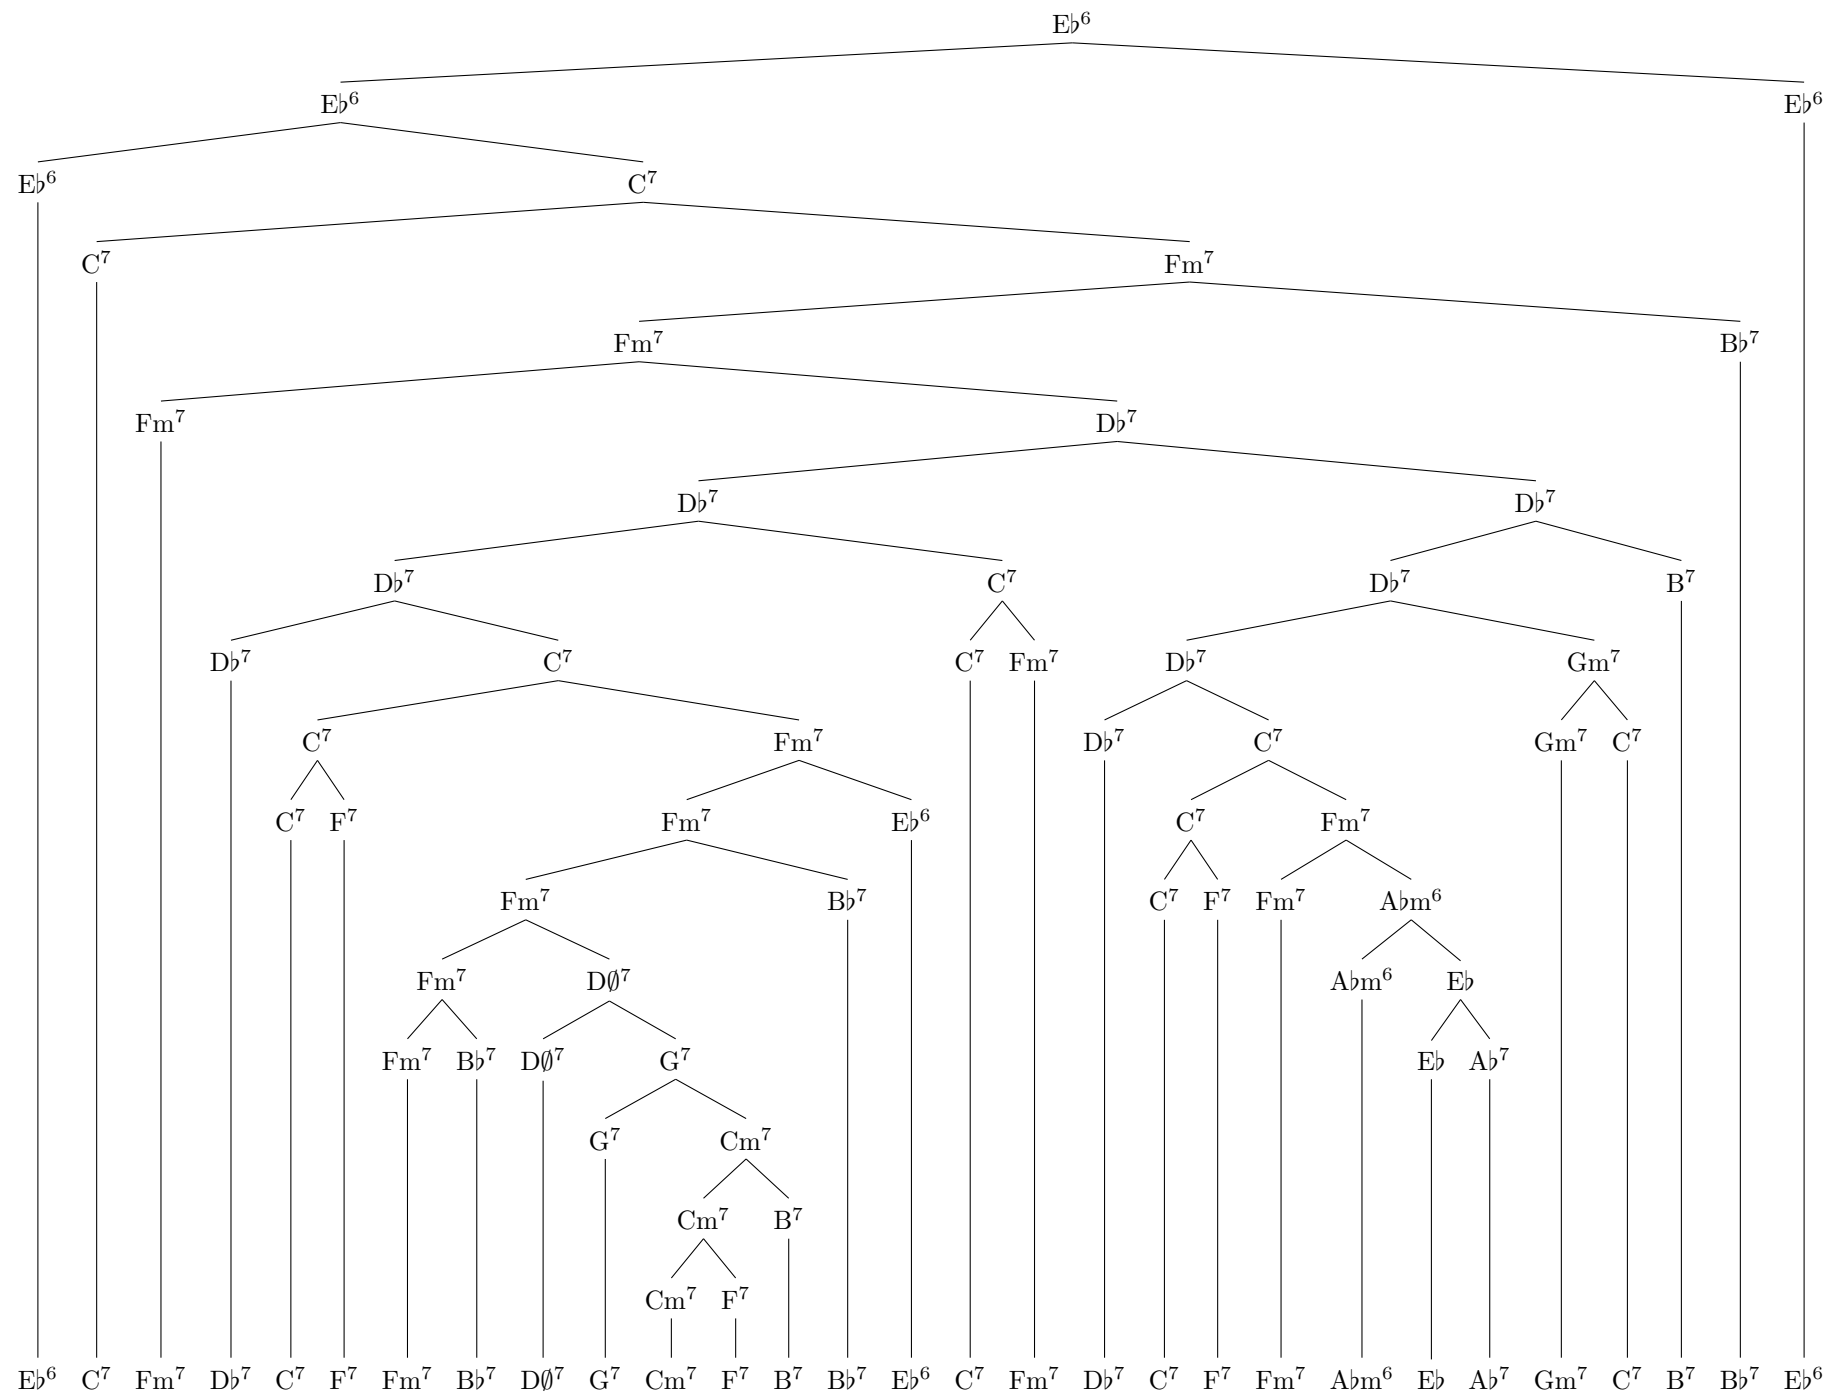 E♭⁶
E♭⁶ E♭⁶
E♭⁶ C⁷
C⁷ Fm⁷
Fm⁷ B♭⁷
Fm⁷ D♭⁷
D♭⁷ D♭⁷
D♭⁷ C⁷ D♭⁷ B⁷
D♭⁷ C⁷ C⁷ Fm⁷ D♭⁷ Gm⁷
C⁷ Fm⁷ D♭⁷ C⁷ Gm⁷ C⁷
C⁷ F⁷ Fm⁷ E♭⁶ C⁷ Fm⁷
Fm⁷ B♭⁷ C⁷ F⁷ Fm⁷ A♭m⁶
Fm⁷ D∅⁷ A♭m⁶ E♭
Fm⁷ B♭⁷ D∅⁷ G⁷ E♭ A♭⁷
G⁷ Cm⁷
Cm⁷ B⁷
Cm⁷ F⁷
E♭⁶ C⁷ Fm⁷ D♭⁷ C⁷ F⁷ Fm⁷ B♭⁷ D∅⁷ G⁷ Cm⁷ F⁷ B⁷ B♭⁷ E♭⁶ C⁷ Fm⁷ D♭⁷ C⁷ F⁷ Fm⁷ A♭m⁶ E♭ A♭⁷ Gm⁷ C⁷ B⁷ B♭⁷ E♭⁶